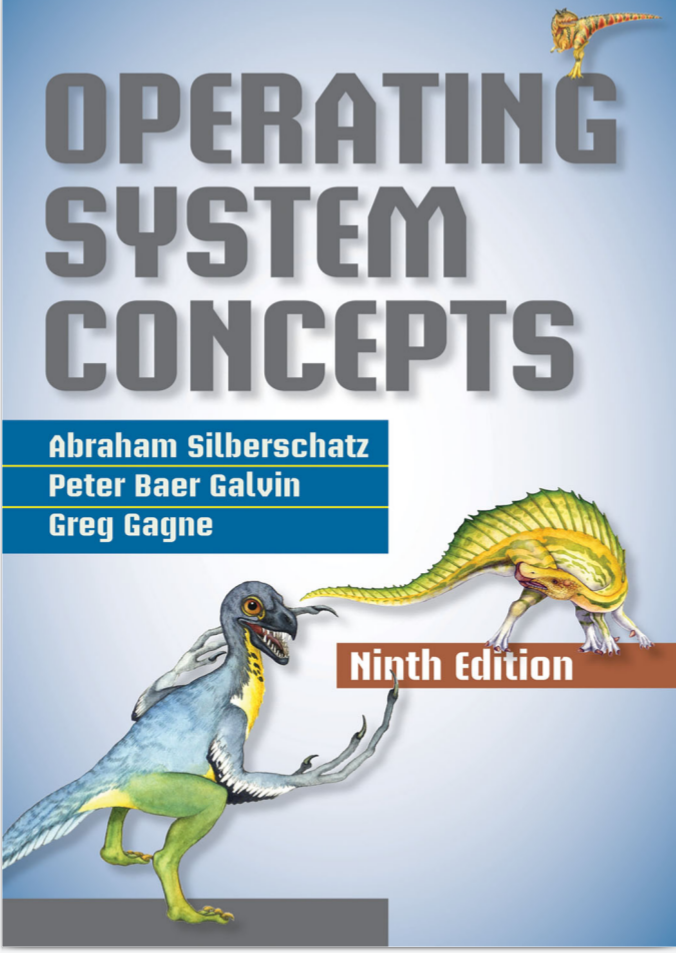 OPERATING
SYSTEM
CONCEPTS
Abraham Silberschatz
Peter Baer Galvin
Greg Gagne
Ninth Edition